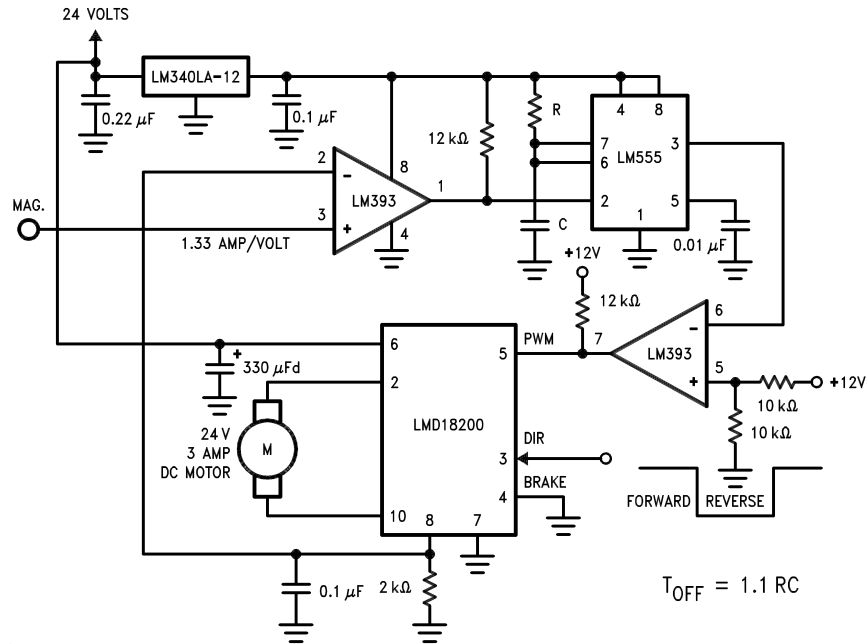 24 VOLTS
LM340LA-12
0.22 µF
0.1 µF
12 kΩ
R
4
8
7
6
LM555
3
2
5
1
C
0.01 µF
2
8
LM393
1
MAG.
3
4
1.33 AMP/VOLT
+12V
12 kΩ
6
PWM
7
LM393
5
+12V
10 kΩ
10 kΩ
+
330 µFd
6
5
2
24 V
3 AMP
DC MOTOR
M
LMD18200
DIR
3
BRAKE
4
10
8
7
FORWARD
REVERSE
0.1 µF
2 kΩ
T_OFF = 1.1 RC